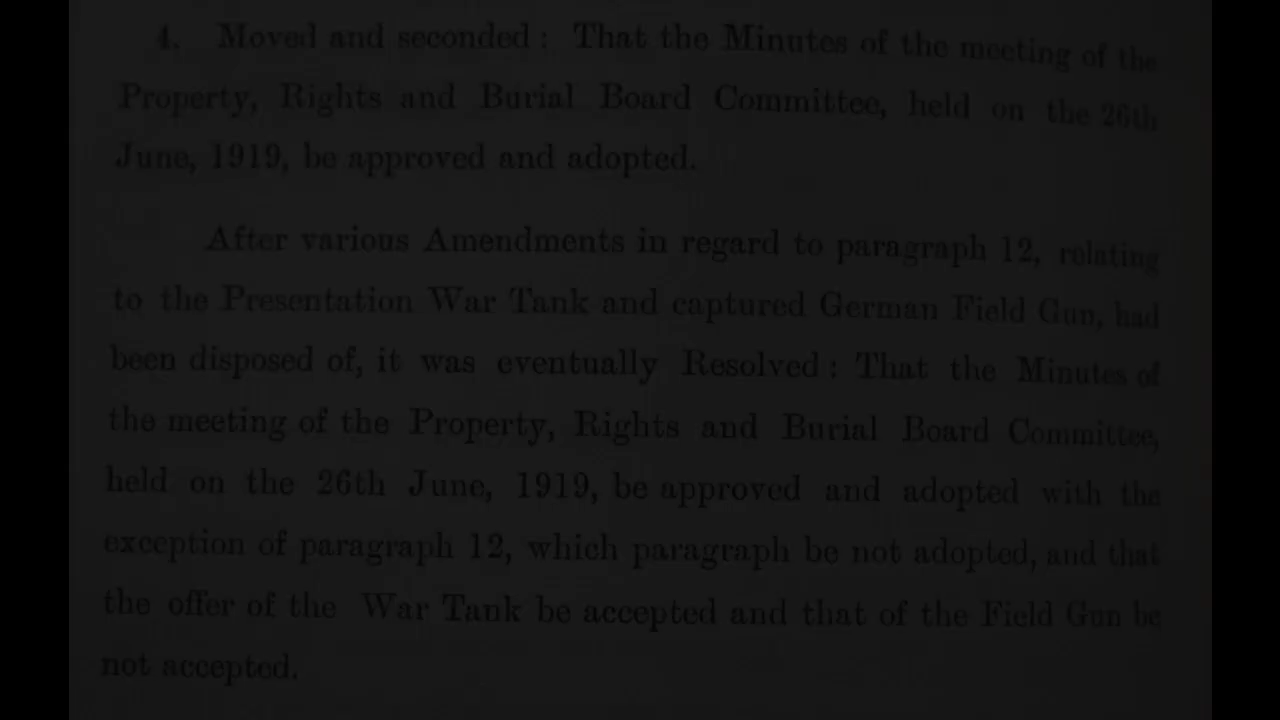 4. Moved and seconded: That the Minutes of the meeting of the
Property, Rights and Burial Board Committee, held on the 26th
June, 1919, be approved and adopted.
After various Amendments in regard to paragraph 12, relating
to the Presentation War Tank and captured German Field Gun, had
been disposed of, it was eventually Resolved: That the Minutes of
the meeting of the Property, Rights and Burial Board Committee,
held on the 26th June, 1919, be approved and adopted with the
exception of paragraph 12, which paragraph be not adopted, and that
the offer of the War Tank be accepted and that of the Field Gun be
not accepted.